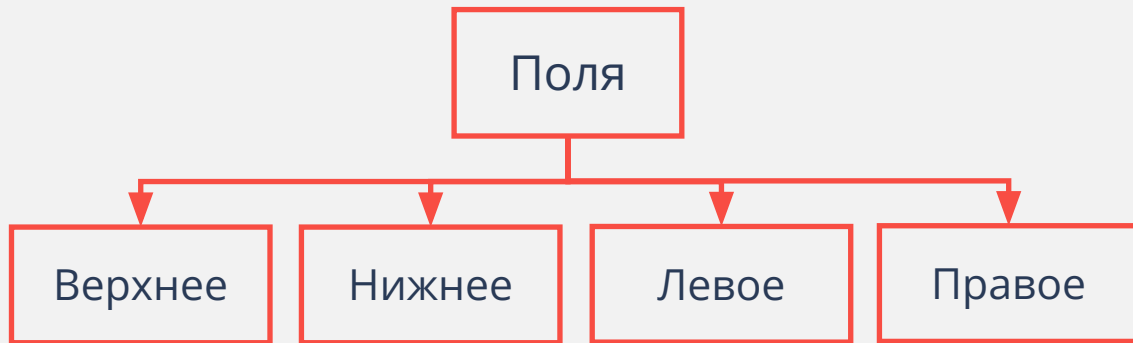 Поля
Верхнее
Нижнее
Левое
Правое